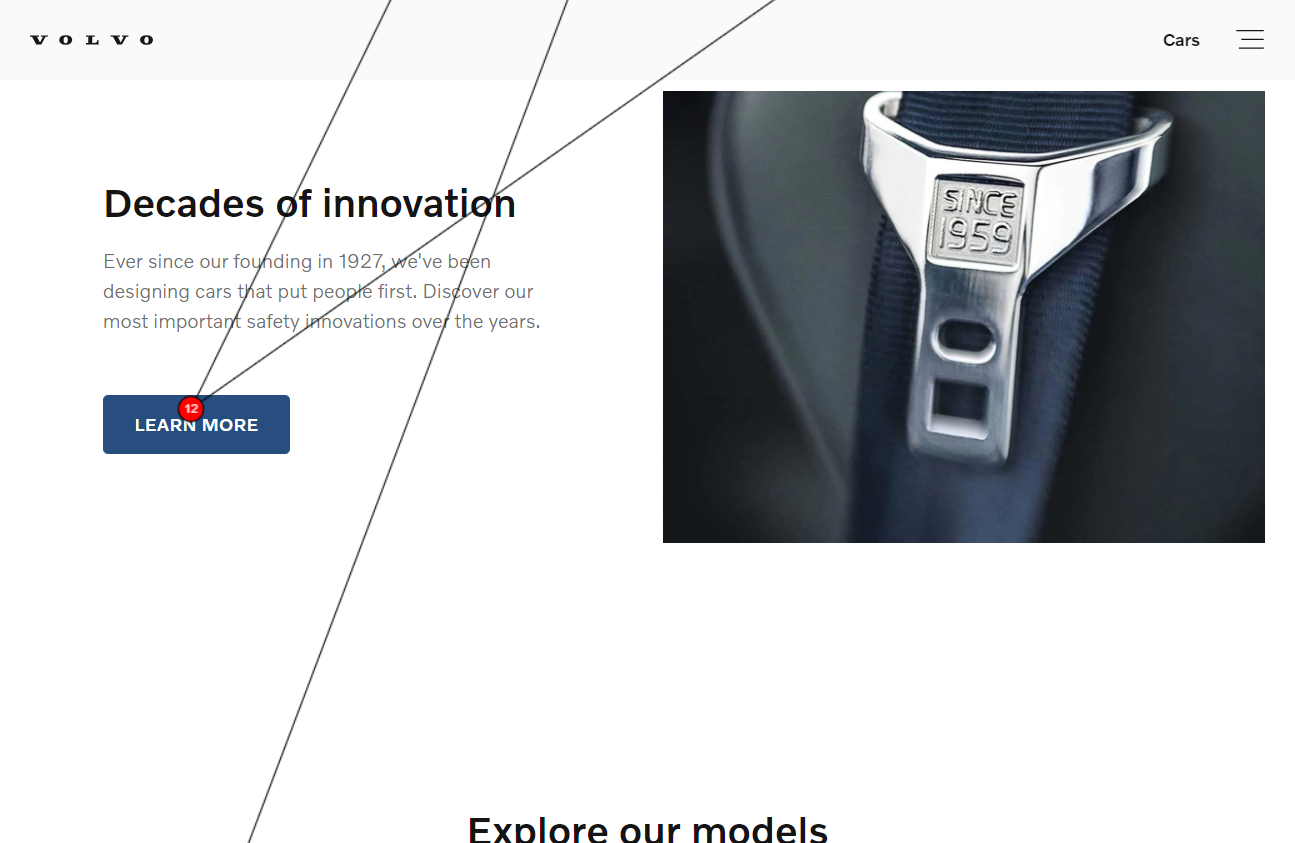 VOLVO
Cars
Decades of innovation
Ever since our founding in 1927, we've been
designing cars that put people first. Discover our
most important safety innovations over the years.
12
LEARN MORE
SINCE
1959
Explore our models